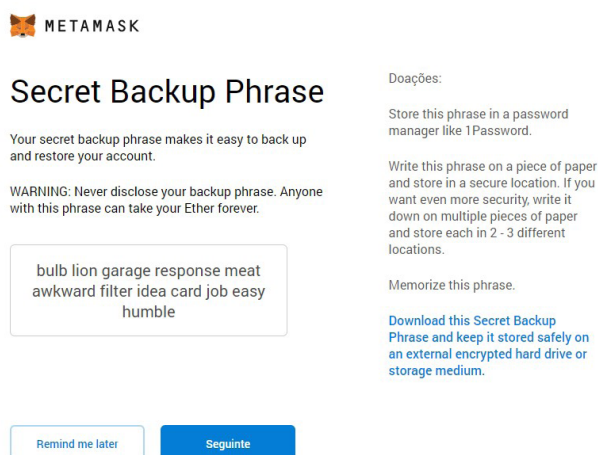 METAMASK
Secret Backup Phrase
Your secret backup phrase makes it easy to back up
and restore your account.
WARNING: Never disclose your backup phrase. Anyone
with this phrase can take your Ether forever.
bulb lion garage response meat
awkward filter idea card job easy
humble
Remind me later
Seguinte
Doações:
Store this phrase in a password
manager like 1Password.
Write this phrase on a piece of paper
and store in a secure location. If you
want even more security, write it
down on multiple pieces of paper
and store each in 2 - 3 different
locations.
Memorize this phrase.
Download this Secret Backup
Phrase and keep it stored safely on
an external encrypted hard drive or
storage medium.